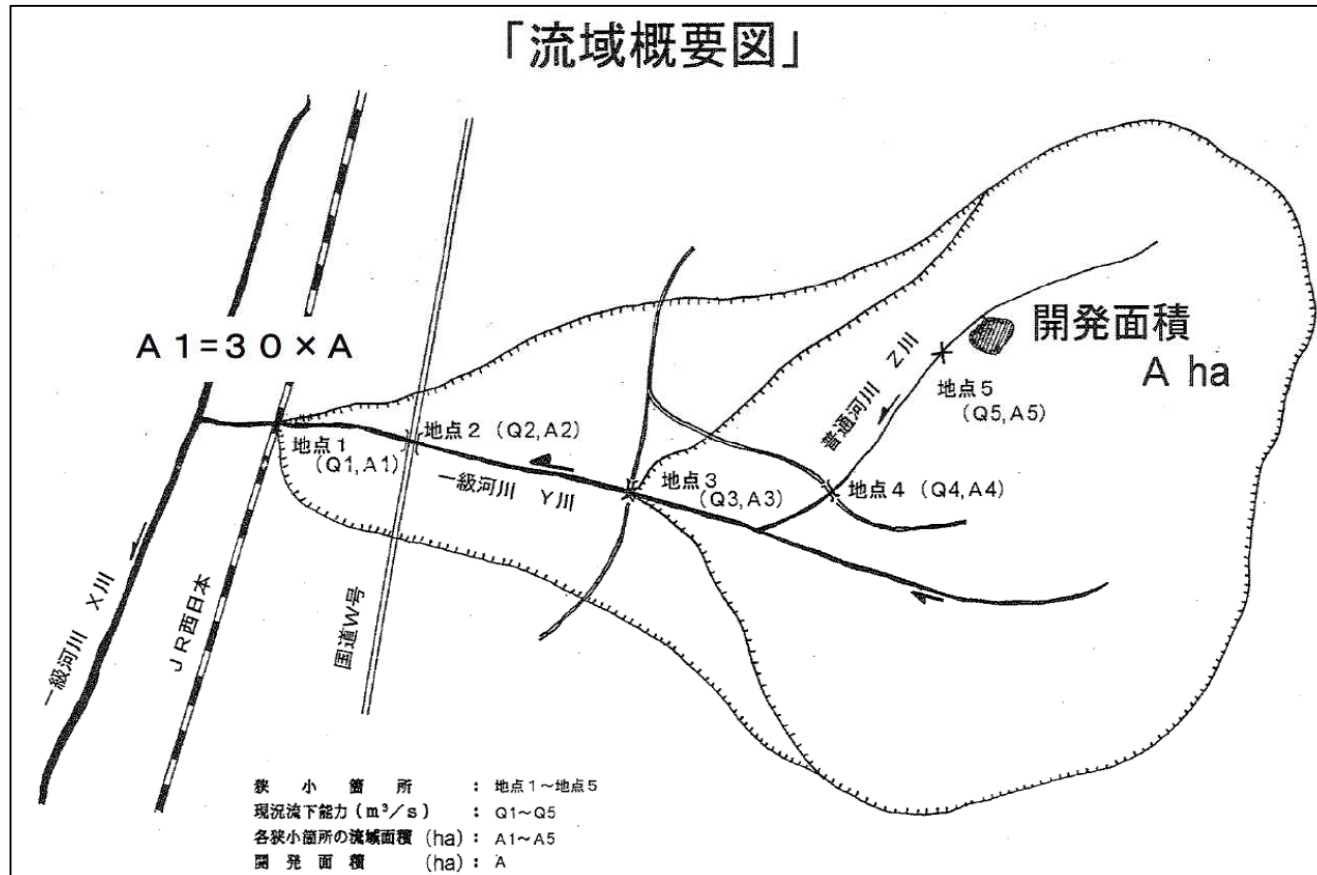 「流域概要図」
A1=30×A
開発面積
A ha
普通河川 Z川
地点5
(Q5,A5)
地点1
(Q1,A1)
地点2 (Q2,A2)
一級河川 Y川
地点3
(Q3,A3)
地点4 (Q4,A4)
一級河川 X川
JR西日本
国道W号
狭小箇所 : 地点1~地点5
現況流下能力(m³/s) : Q1~Q5
各狭小箇所の流域面積 (ha) : A1~A5
開発面積 (ha) : A